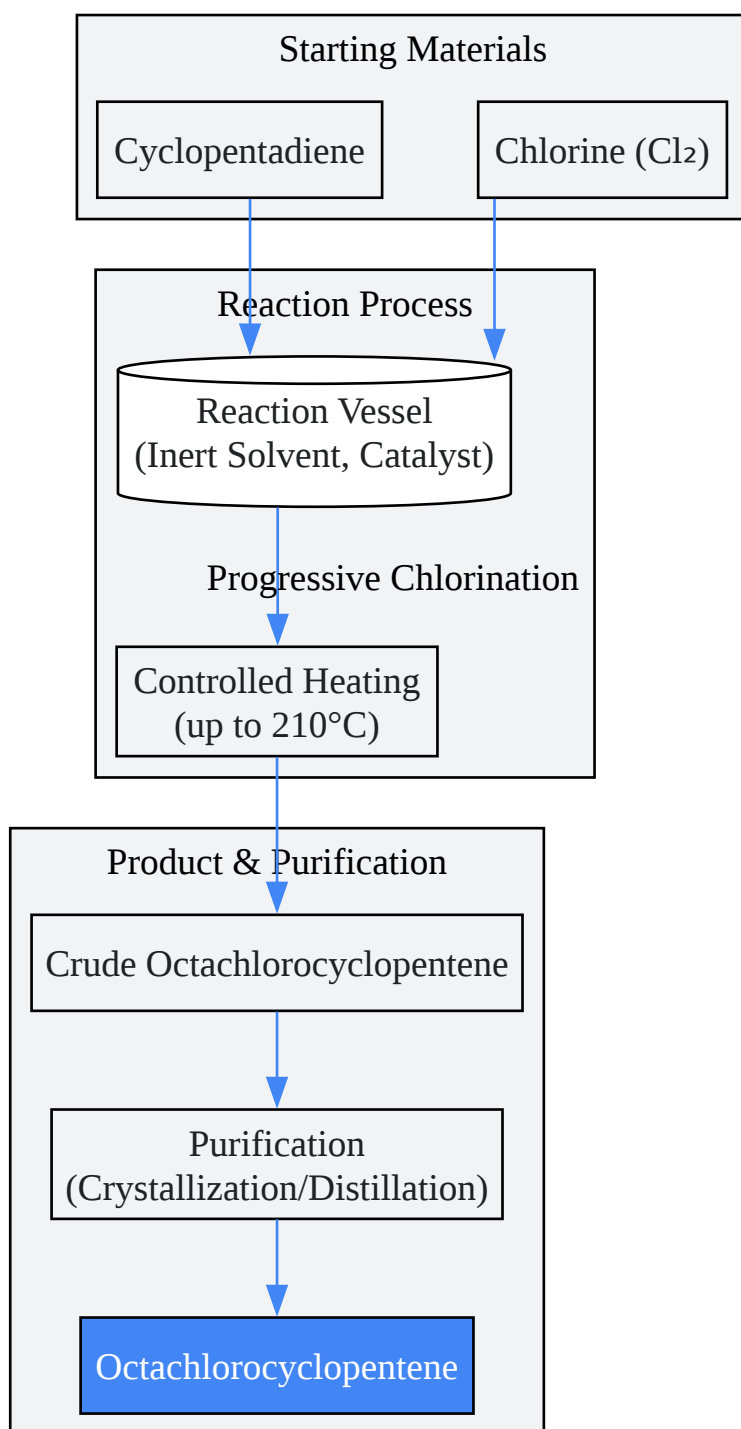 Starting Materials
Cyclopentadiene
Chlorine (Cl₂)
Reaction Process
Reaction Vessel
(Inert Solvent, Catalyst)
Progressive Chlorination
Controlled Heating
(up to 210°C)
Product & Purification
Crude Octachlorocyclopentene
Purification
(Crystallization/Distillation)
Octachlorocyclopentene